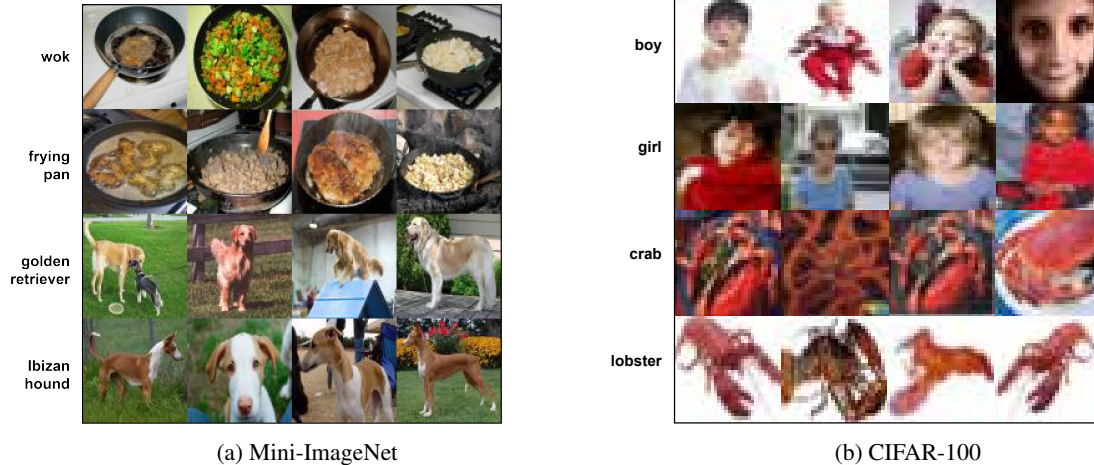 wok
frying
pan
golden
retriever
Ibizan
hound
(a) Mini-ImageNet
boy
girl
crab
lobster
(b) CIFAR-100